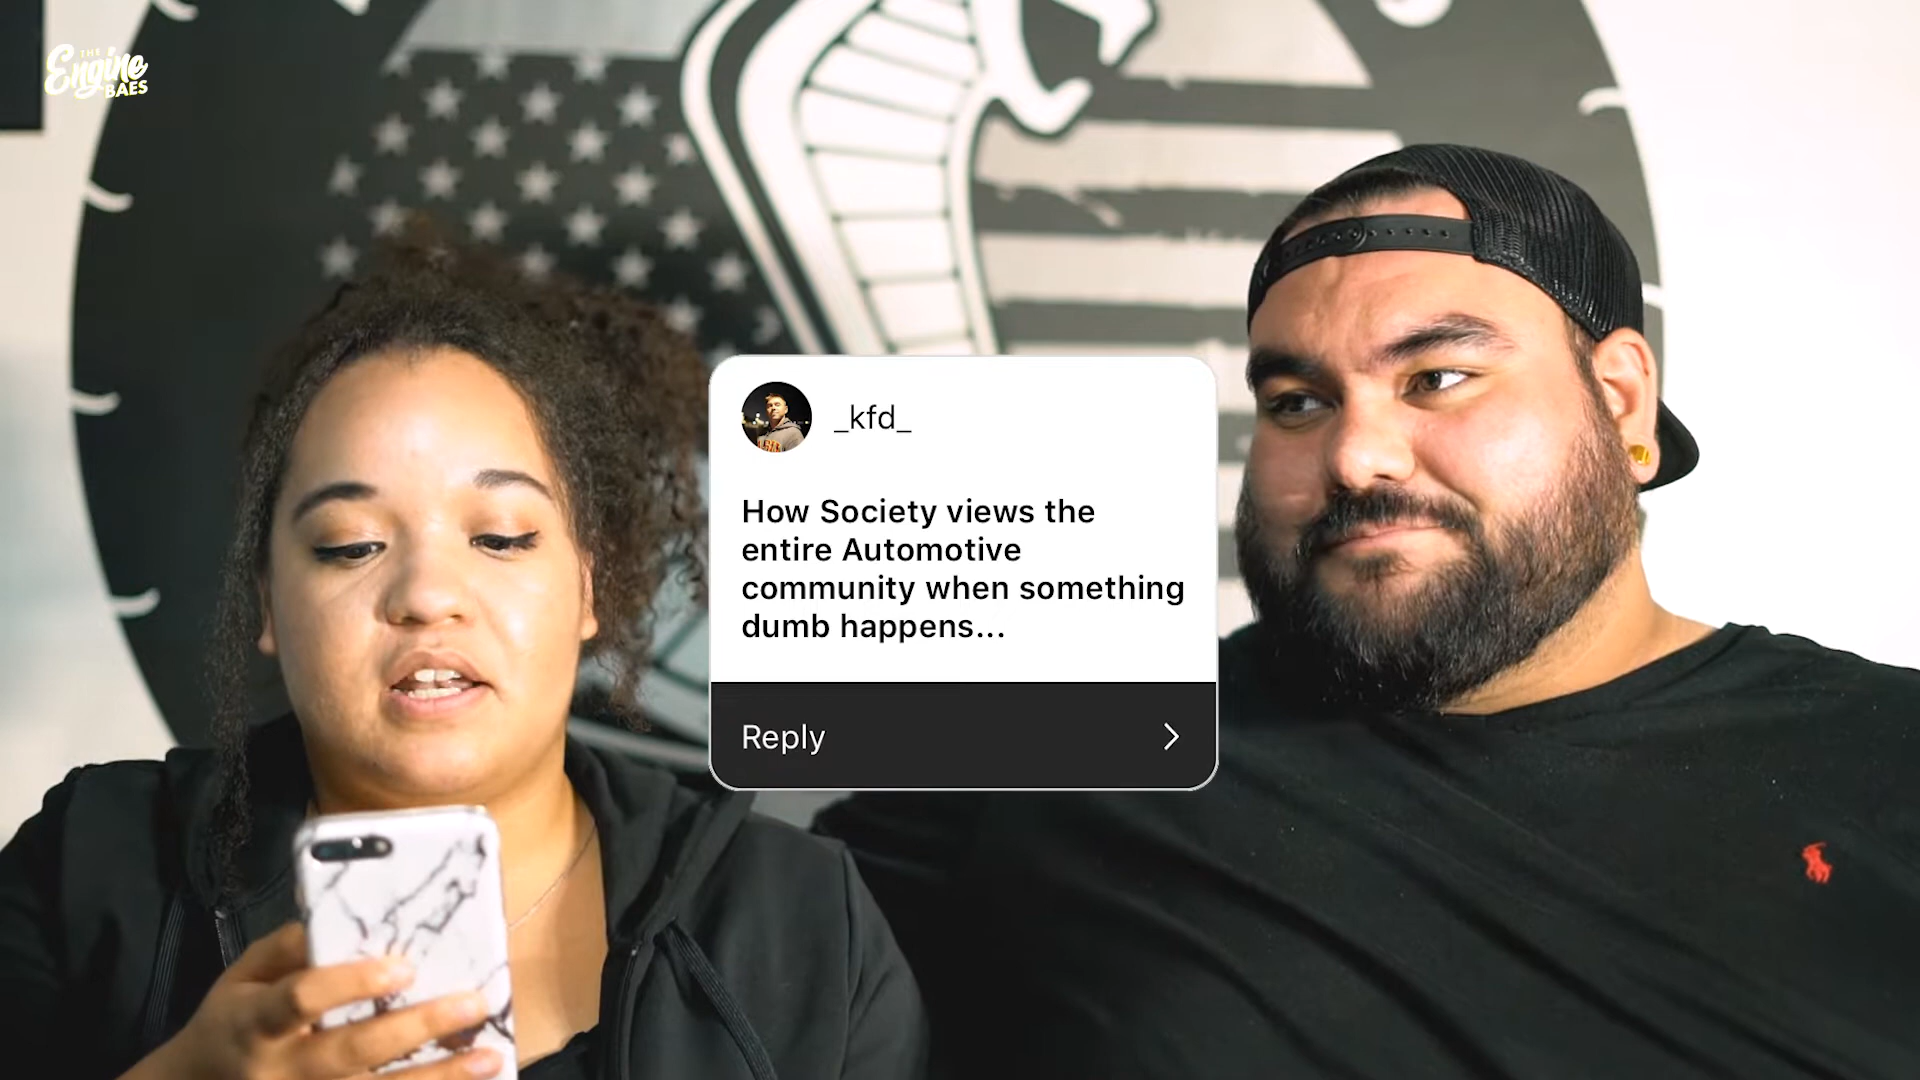 THE
Engine
BAES
_kfd_
How Society views the
entire Automotive
community when something
dumb happens...
Reply